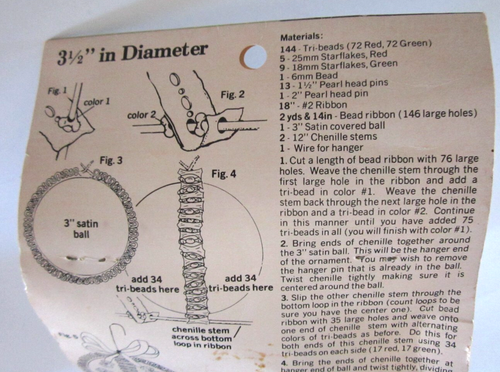 3½" in Diameter
Fig. 1
color 1
color 2
Fig. 2
Fig. 3
3" satin
ball
Fig. 4
add 34
tri-beads here
add 34
tri-beads here
chenille stem
across bottom
loop in ribbon
Materials:
144 - Tri-beads (72 Red, 72 Green)
5 - 25mm Starflakes, Red
9 - 18mm Starflakes, Green
1 - 6mm Bead
13 - 1½" Pearl head pins
1 - 2" Pearl head pin
18" - #2 Ribbon
2 yds & 14in - Bead ribbon (146 large holes)
1 - 3" Satin covered ball
2 - 12" Chenille stems
1 - Wire for hanger
1. Cut a length of bead ribbon with 76 large
holes. Weave the chenille stem through the
first large hole in the ribbon and add a
tri-bead in color #1. Weave the chenille
stem back through the next large hole in the
ribbon and a tri-bead in color #2. Continue
in this manner until you have added 75
tri-beads in all (you will finish with color #1).
2. Bring ends of chenille together around
the 3" satin ball. This will be the hanger end
of the ornament. You may wish to remove
the hanger pin that is already in the ball.
Twist chenille tightly making sure it is
centered around the ball.
3. Slip the other chenille stem through the
bottom loop in the ribbon (count loops to be
sure you have the center one). Cut bead
ribbon with 35 large holes and weave onto
one end of chenille stem with alternating
colors of tri-beads as before. Do this for
both ends of this chenille stem using 34
tri-beads on each side (17 red, 17 green).
4. Bring the ends of chenille together at
hanger end of ball and twist tightly, dividing